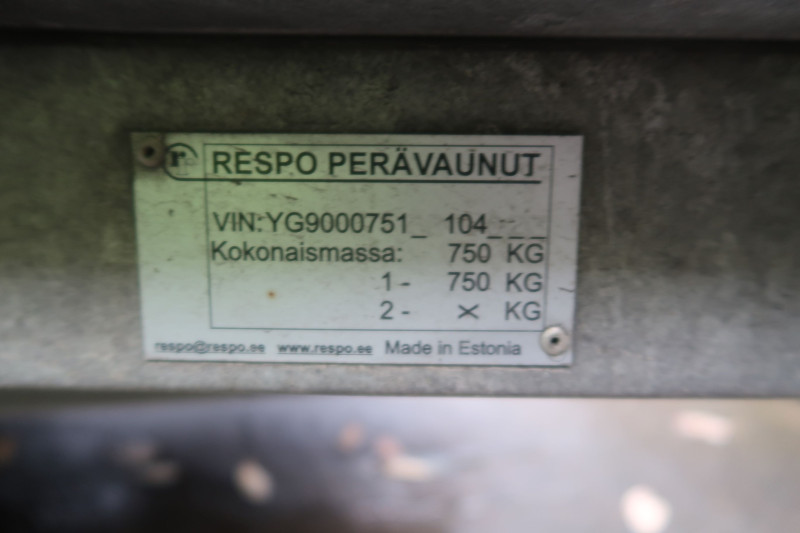 r RESPO PERÄVAUNUT
VIN:YG9000751_ 104_ _ _
Kokonaismassa: 750 KG
1 - 750 KG
2 - X KG
respo@respo.ee www.respo.ee Made in Estonia